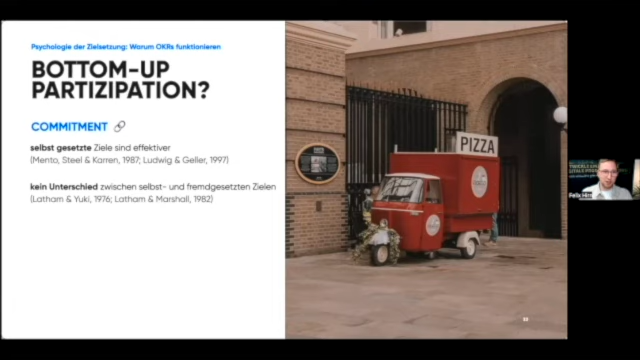 Psychologie der Zielsetzung: Warum OKRs funktionieren
BOTTOM-UP
PARTIZIPATION?
COMMITMENT
selbst gesetzte Ziele sind effektiver
(Mento, Steel & Karren, 1987; Ludwig & Geller, 1997)
kein Unterschied zwischen selbst- und fremdgesetzten Zielen
(Latham & Yuki, 1976; Latham & Marshall, 1982)
PIZZA
Felix